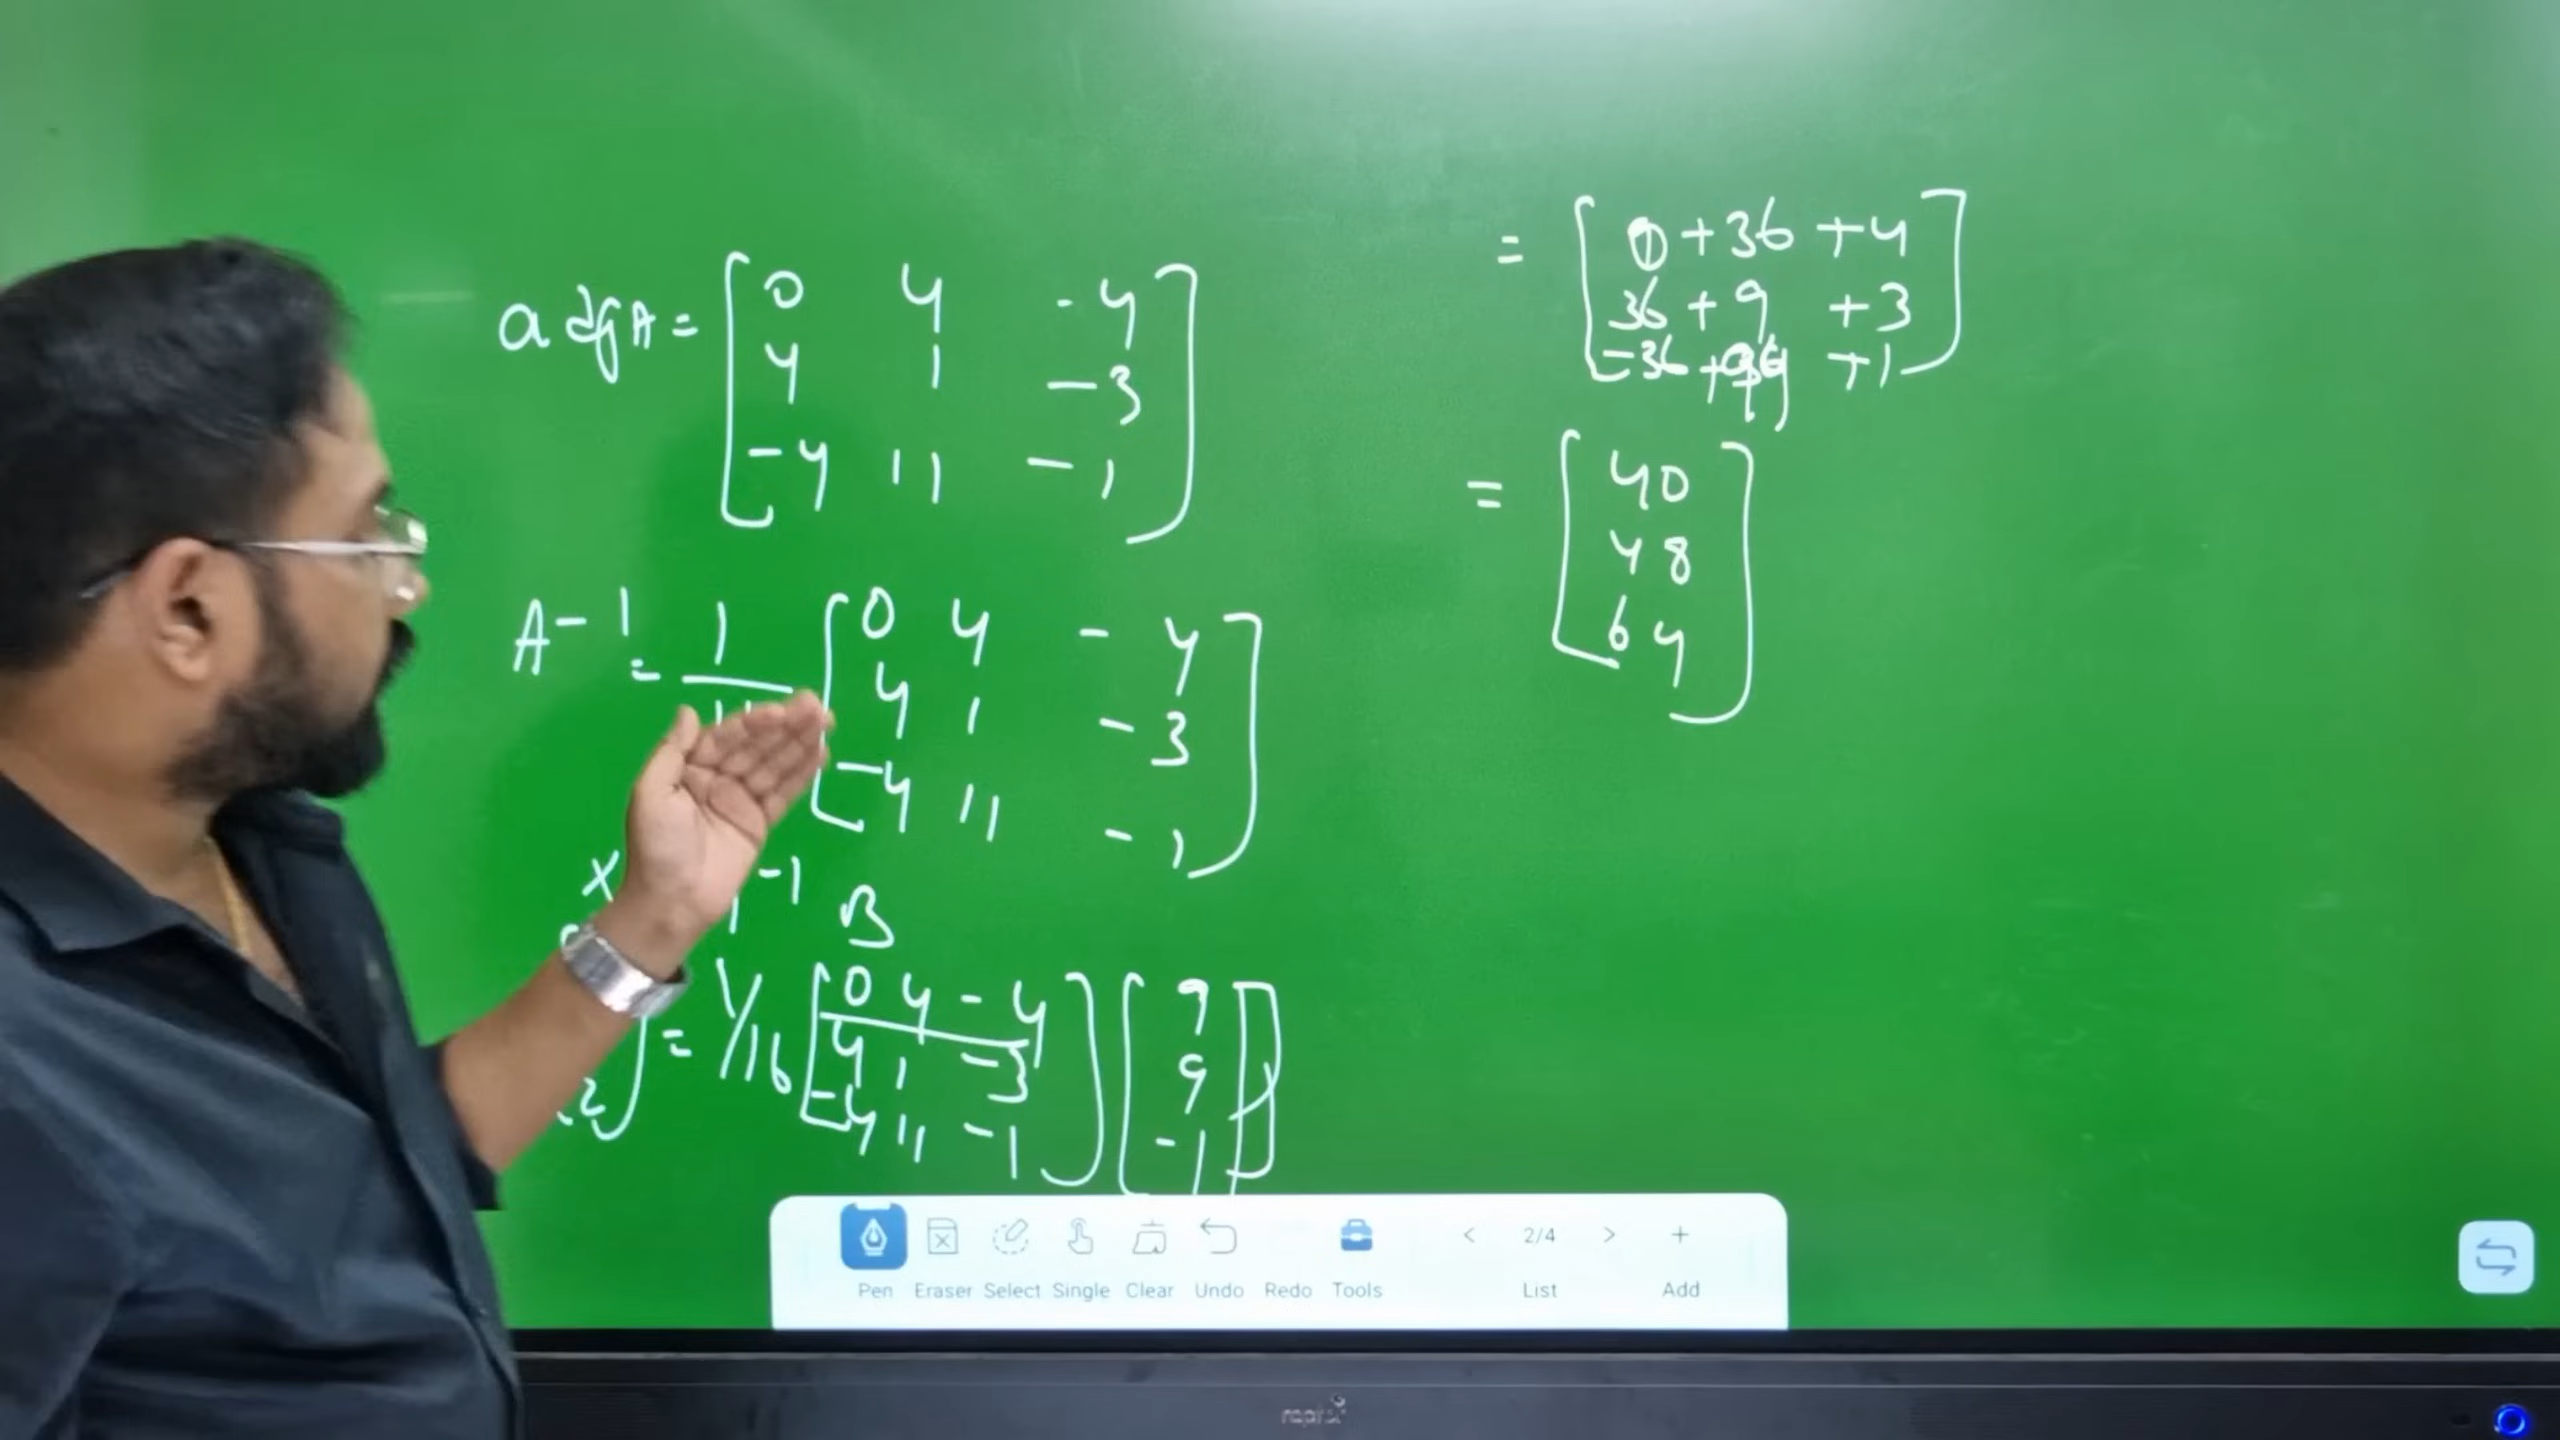 adjA = [ 0 4 -4
4 1 -3
-4 11 -1 ]
A-1 = 1 [ 0 4 -4
4 1 -3
-4 11 -1 ]
X -1 B
= 1/16 [ 0 4 -4 ] [ 9 ]
4 1 -3 9
-4 11 -1 -1
= [ 0 +36 +4
36 + 9 +3
-36 +99 +1 ]
= [ 40
48
64 ]
Pen Eraser Select Single Clear Undo Redo Tools < 2/4 > List + Add